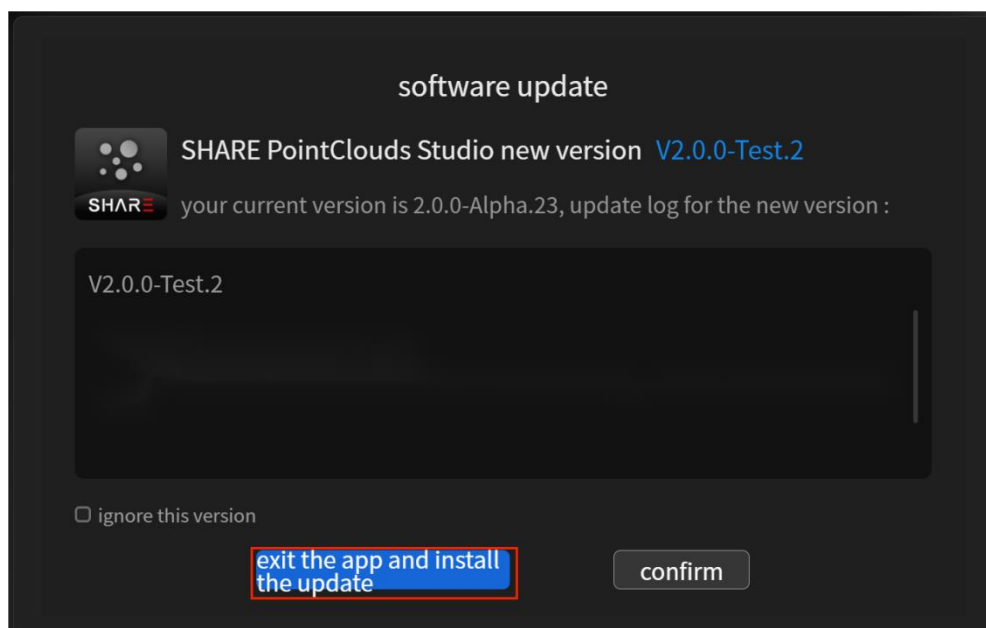 software update
SHARE PointClouds Studio new version V2.0.0-Test.2
SHARE
your current version is 2.0.0-Alpha.23, update log for the new version :
V2.0.0-Test.2
ignore this version
exit the app and install
the update
confirm